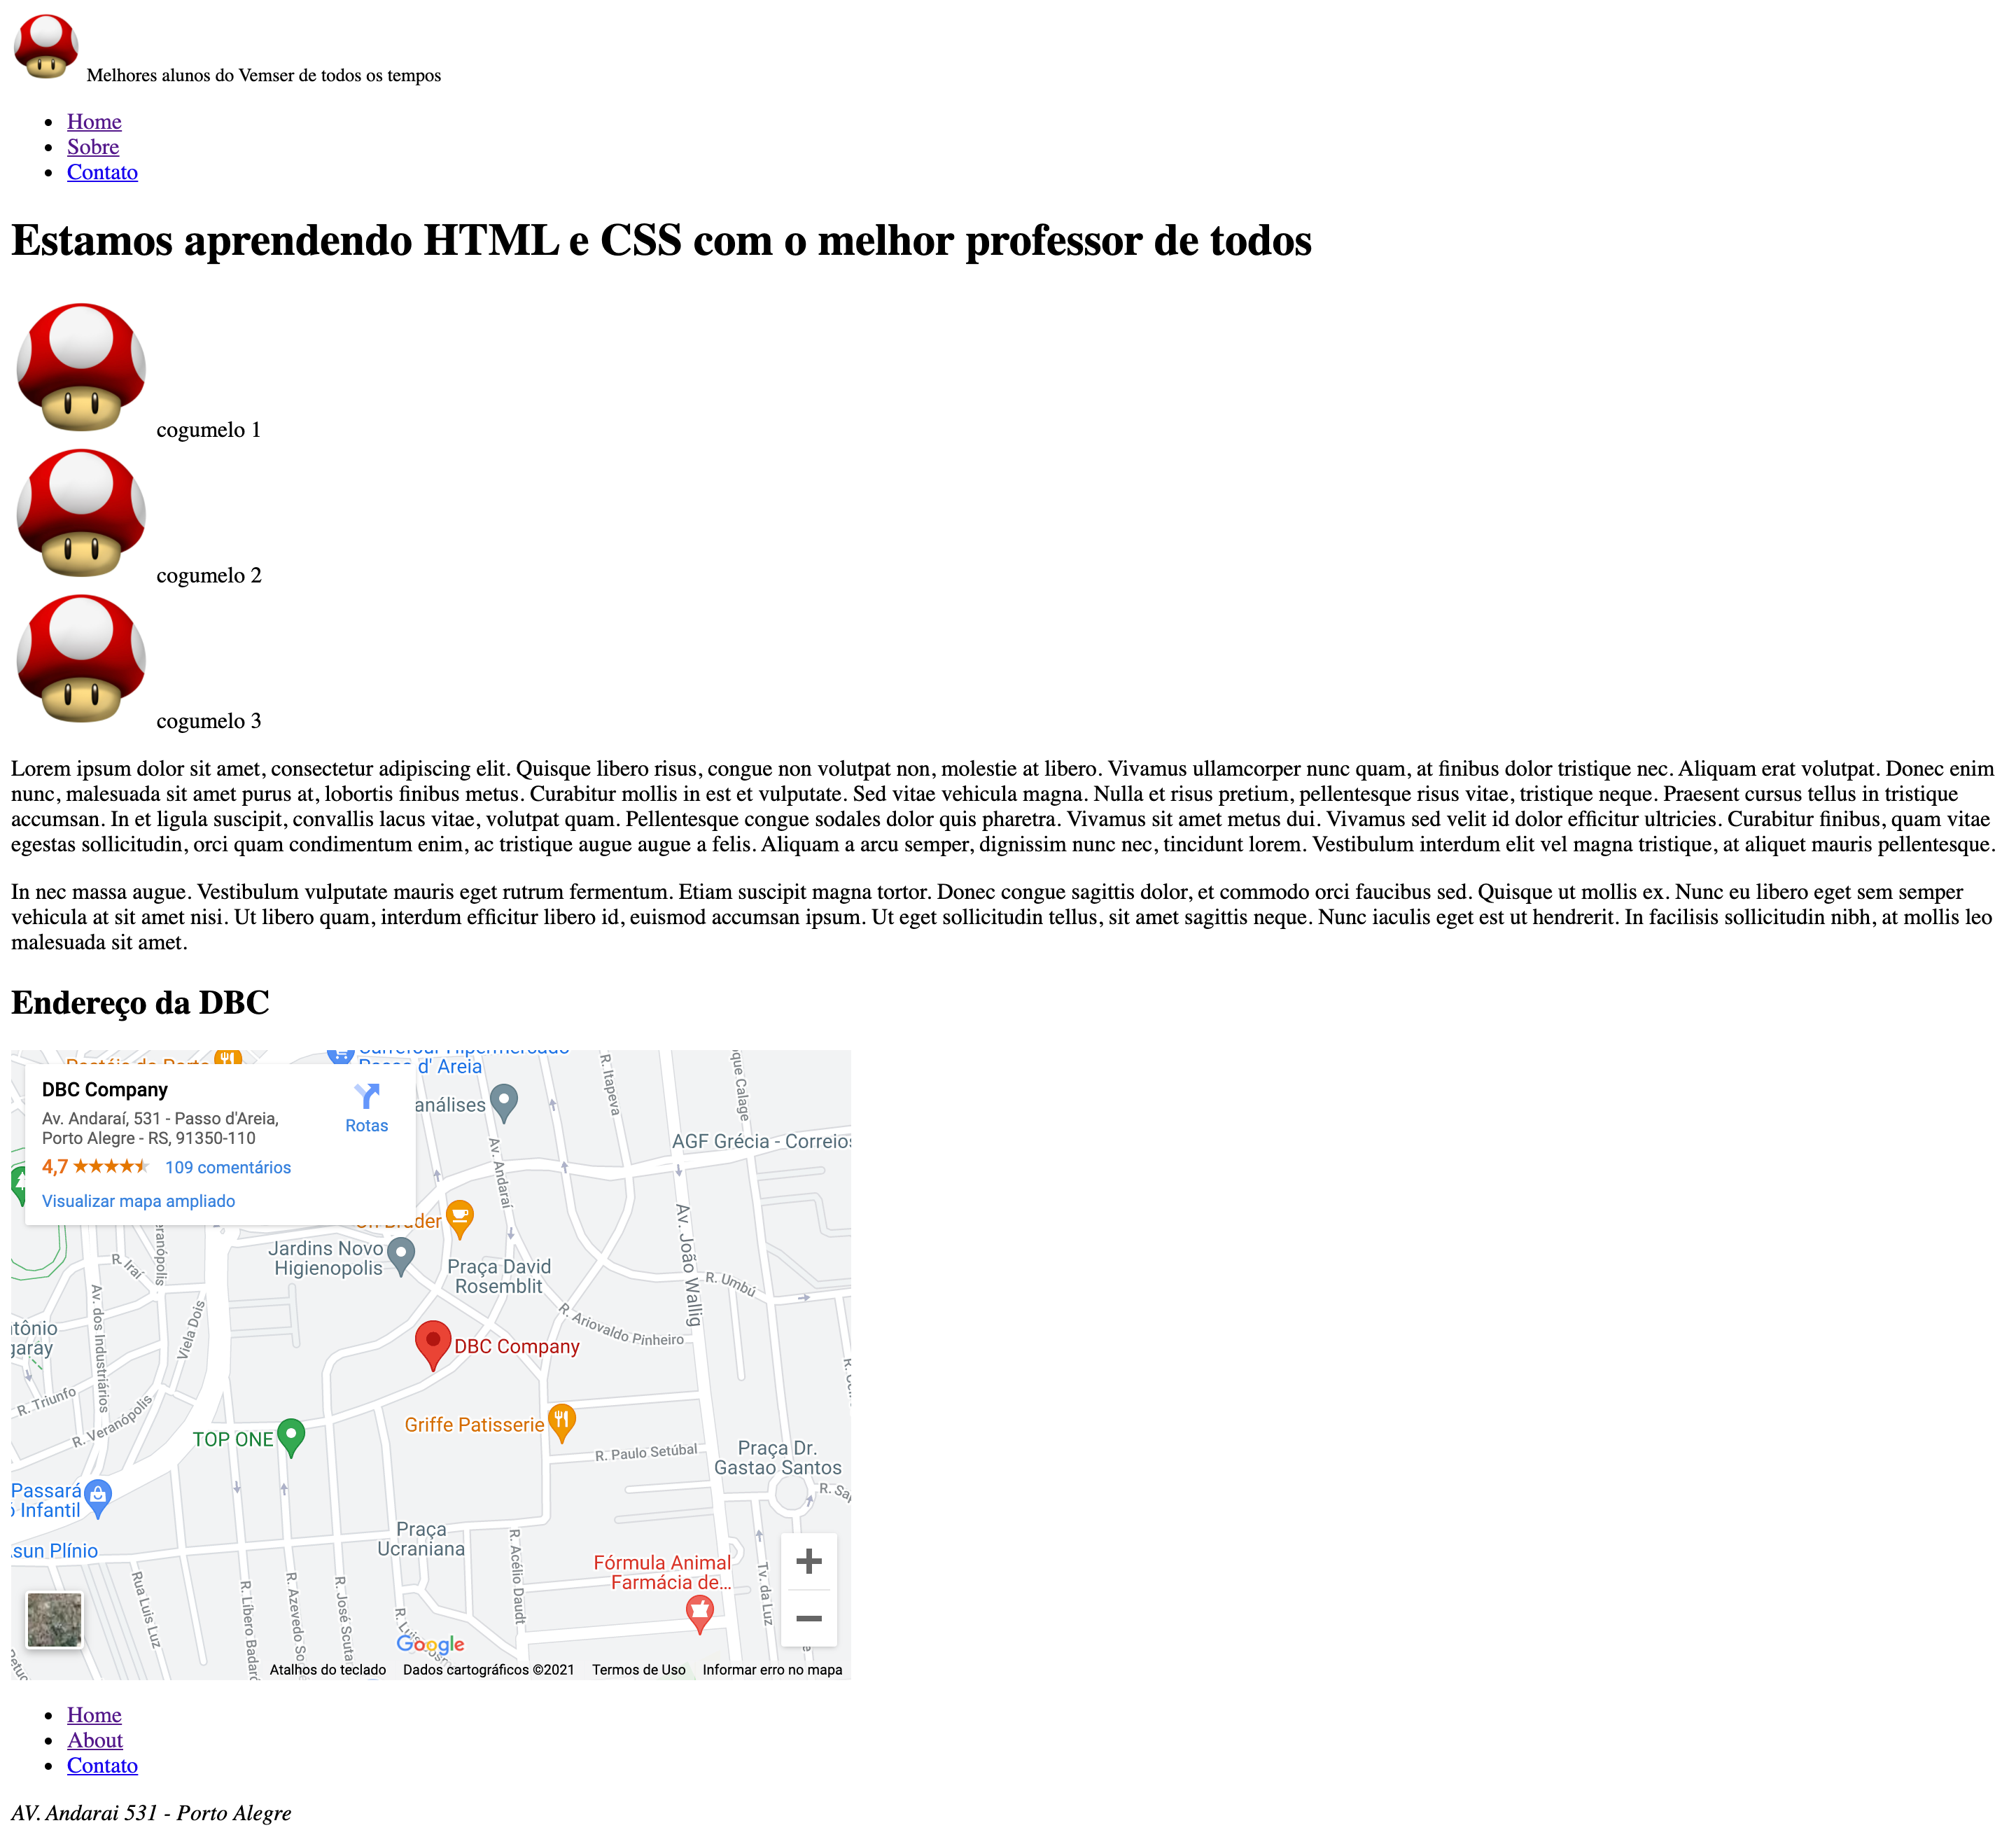 Melhores alunos do Vemser de todos os tempos
Home
Sobre
Contato
Estamos aprendendo HTML e CSS com o melhor professor de todos
cogumelo 1
cogumelo 2
cogumelo 3
Lorem ipsum dolor sit amet, consectetur adipiscing elit. Quisque libero risus, congue non volutpat non, molestie at libero. Vivamus ullamcorper nunc quam, at finibus dolor tristique nec. Aliquam erat volutpat. Donec enim
nunc, malesuada sit amet purus at, lobortis finibus metus. Curabitur mollis in est et vulputate. Sed vitae vehicula magna. Nulla et risus pretium, pellentesque risus vitae, tristique neque. Praesent cursus tellus in tristique
accumsan. In et ligula suscipit, convallis lacus vitae, volutpat quam. Pellentesque congue sodales dolor quis pharetra. Vivamus sit amet metus dui. Vivamus sed velit id dolor efficitur ultricies. Curabitur finibus, quam vitae
egestas sollicitudin, orci quam condimentum enim, ac tristique augue augue a felis. Aliquam a arcu semper, dignissim nunc nec, tincidunt lorem. Vestibulum interdum elit vel magna tristique, at aliquet mauris pellentesque.
In nec massa augue. Vestibulum vulputate mauris eget rutrum fermentum. Etiam suscipit magna tortor. Donec congue sagittis dolor, et commodo orci faucibus sed. Quisque ut mollis ex. Nunc eu libero eget sem semper
vehicula at sit amet nisi. Ut libero quam, interdum efficitur libero id, euismod accumsan ipsum. Ut eget sollicitudin tellus, sit amet sagittis neque. Nunc iaculis eget est ut hendrerit. In facilisis sollicitudin nibh, at mollis leo
malesuada sit amet.
Endereço da DBC
Passo d' Areia
DBC Company
Av. Andaraí, 531 - Passo d'Areia,
Porto Alegre - RS, 91350-110
4,7
109 comentários
Visualizar mapa ampliado
Rotas
análises
R. Itapeva
que Calage
AGF Grécia - Correios
Av. Andaraí
Jardins Novo
Higienopolis
Praça David
Rosemblit
Av. João Wallig
R. Umbú
R. Iraí
eranópolis
Av. dos Industriários
Viela Dois
R. Ariovaldo Pinheiro
tônio
garay
DBC Company
R. Triunfo
R. Veranópolis
TOP ONE
Griffe Patisserie
R. Paulo Setúbal
Praça Dr.
Gastao Santos
Passará
Infantil
sun Plínio
Praça
Ucraniana
R. Acélio Daudt
Fórmula Animal
Farmácia de...
Tv. da Luz
Rua Luis Luz
R. Líbero Badaró
R. Azevedo So
R. José Scuta
Google
Atalhos do teclado
Dados cartográficos ©2021
Termos de Uso
Informar erro no mapa
Home
About
Contato
AV. Andarai 531 - Porto Alegre